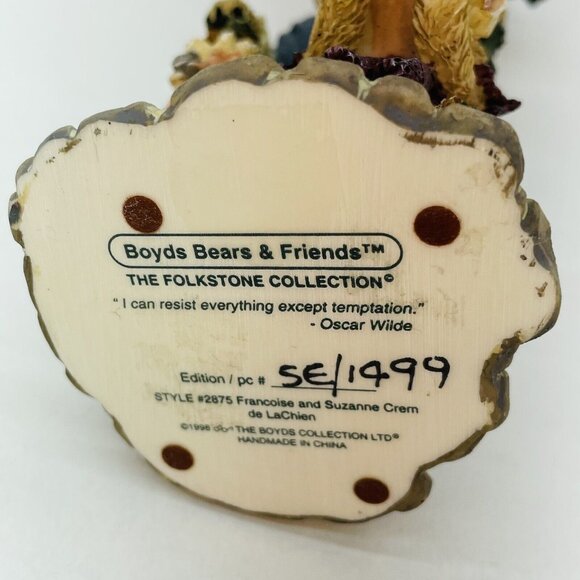 Boyds Bears & Friends™
THE FOLKSTONE COLLECTION©
"I can resist everything except temptation."
- Oscar Wilde
Edition / pc # 5E/1499
STYLE #2875 Francoise and Suzanne Crem
de LaChien
©1998 THE BOYDS COLLECTION LTD®
HANDMADE IN CHINA